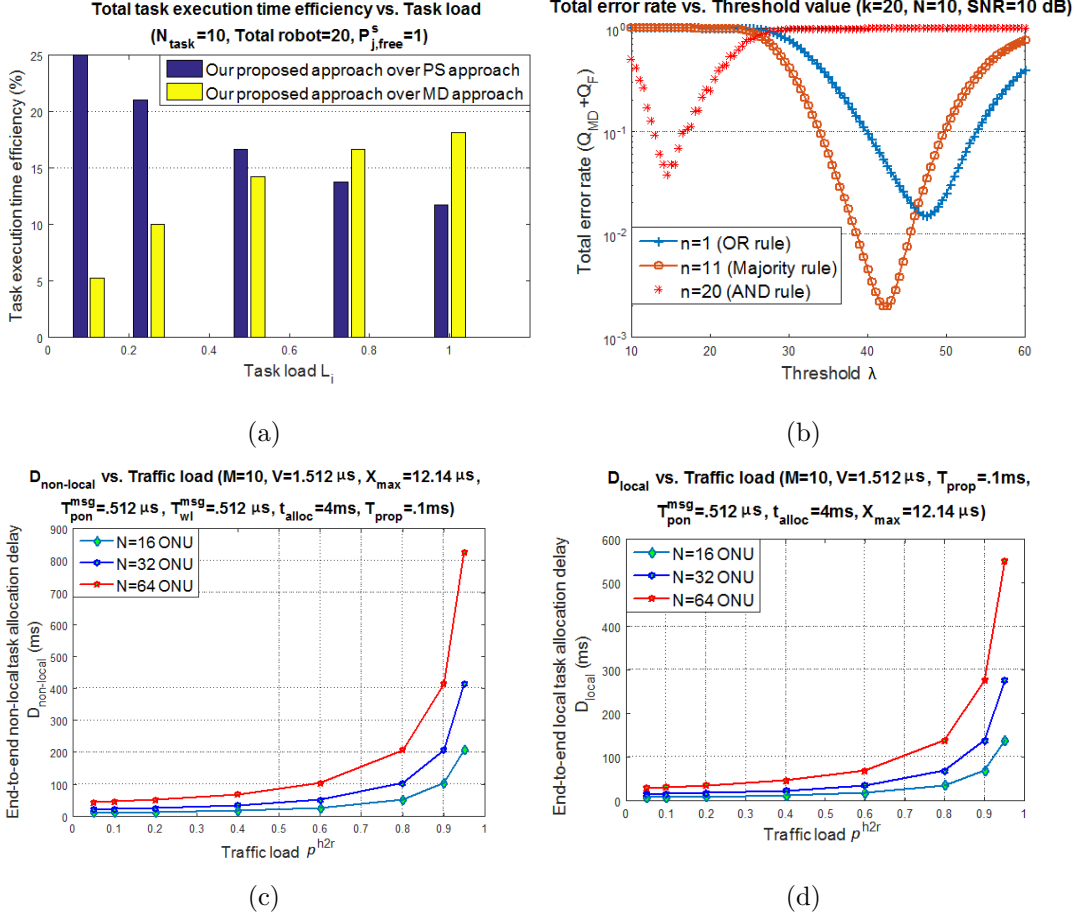 Total task execution time efficiency vs. Task load
(N_task=10, Total robot=20, P^s_j,free=1)
Task execution time efficiency (%)
25
20
15
10
5
0
Our proposed approach over PS approach
Our proposed approach over MD approach
0 0.2 0.4 0.6 0.8 1
Task load L_i
(a)
Total error rate vs. Threshold value (k=20, N=10, SNR=10 dB)
Total error rate (Q_MD +Q_F)
10^0
10^-1
10^-2
10^-3
n=1 (OR rule)
n=11 (Majority rule)
n=20 (AND rule)
10 20 30 40 50 60
Threshold λ
(b)
D_non-local vs. Traffic load (M=10, V=1.512 μs, X_max=12.14 μs,
T^msg_pon=.512 μs, T^msg_wl=.512 μs, t_alloc=4ms, T_prop=.1ms)
End-to-end non-local task allocation delay
D_non-local (ms)
900
800
700
600
500
400
300
200
100
0
N=16 ONU
N=32 ONU
N=64 ONU
0 0.1 0.2 0.3 0.4 0.5 0.6 0.7 0.8 0.9 1
Traffic load p^h2r
(c)
D_local vs. Traffic load (M=10, V=1.512 μs, T_prop=.1ms,
T^msg_pon=.512 μs, t_alloc=4ms, X_max=12.14 μs)
End-to-end local task allocation delay
D_local (ms)
600
500
400
300
200
100
0
N=16 ONU
N=32 ONU
N=64 ONU
0 0.1 0.2 0.3 0.4 0.5 0.6 0.7 0.8 0.9 1
Traffic load p^h2r
(d)